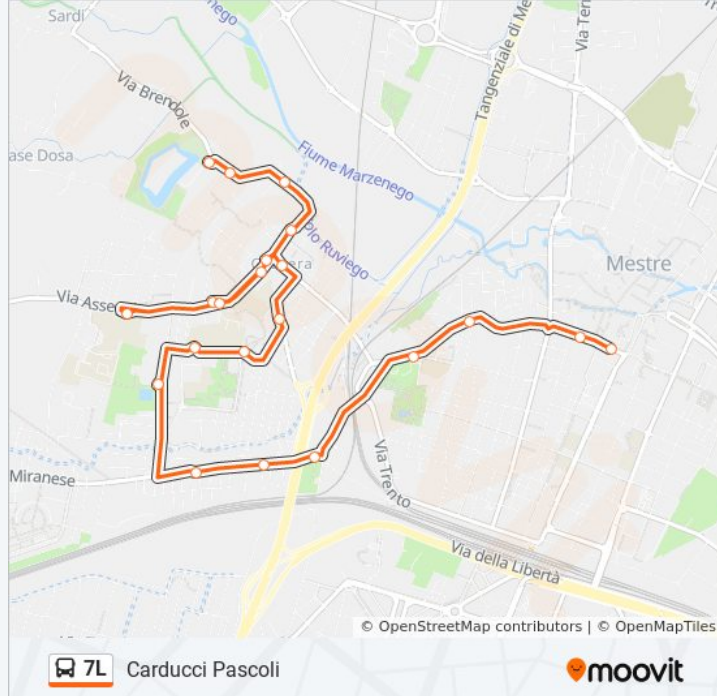 Sardi
Via Brendole
ase Dosa
Fiume Marzenego
Rio Ruviego
Via Asse
Tangenziale di Me
Via Ter
Mestre
Miranese
Via Trento
Via della Libertà
© OpenStreetMap contributors | © OpenMapTiles
7L Carducci Pascoli
moovit